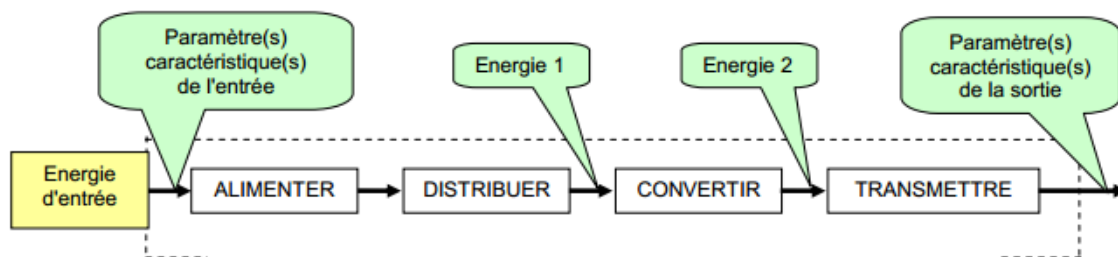 Paramètre(s)
caractéristique(s)
de l'entrée
Energie 1
Energie 2
Paramètre(s)
caractéristique(s)
de la sortie
Energie
d'entrée
ALIMENTER
DISTRIBUER
CONVERTIR
TRANSMETTRE